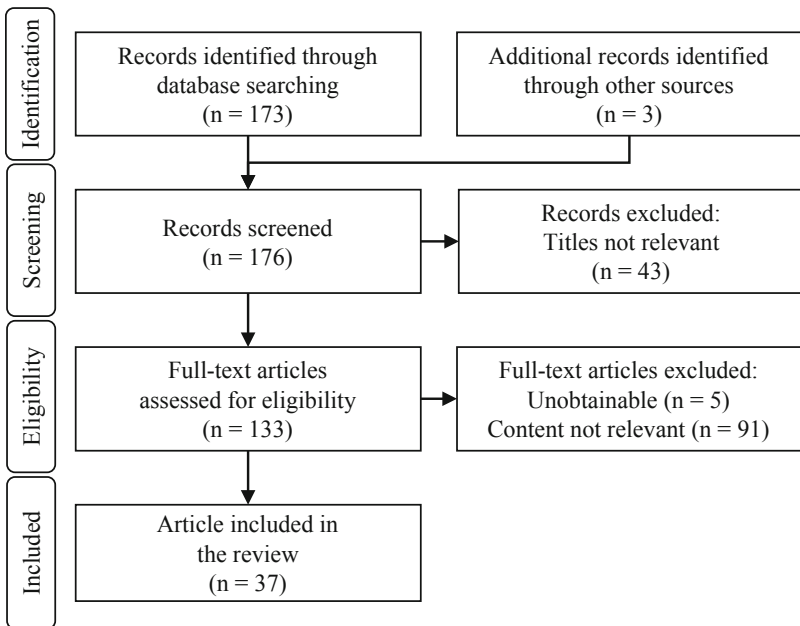 Identification
Records identified through
database searching
(n = 173)
Additional records identified
through other sources
(n = 3)
Screening
Records screened
(n = 176)
Records excluded:
Titles not relevant
(n = 43)
Eligibility
Full-text articles
assessed for eligibility
(n = 133)
Full-text articles excluded:
Unobtainable (n = 5)
Content not relevant (n = 91)
Included
Article included in
the review
(n = 37)